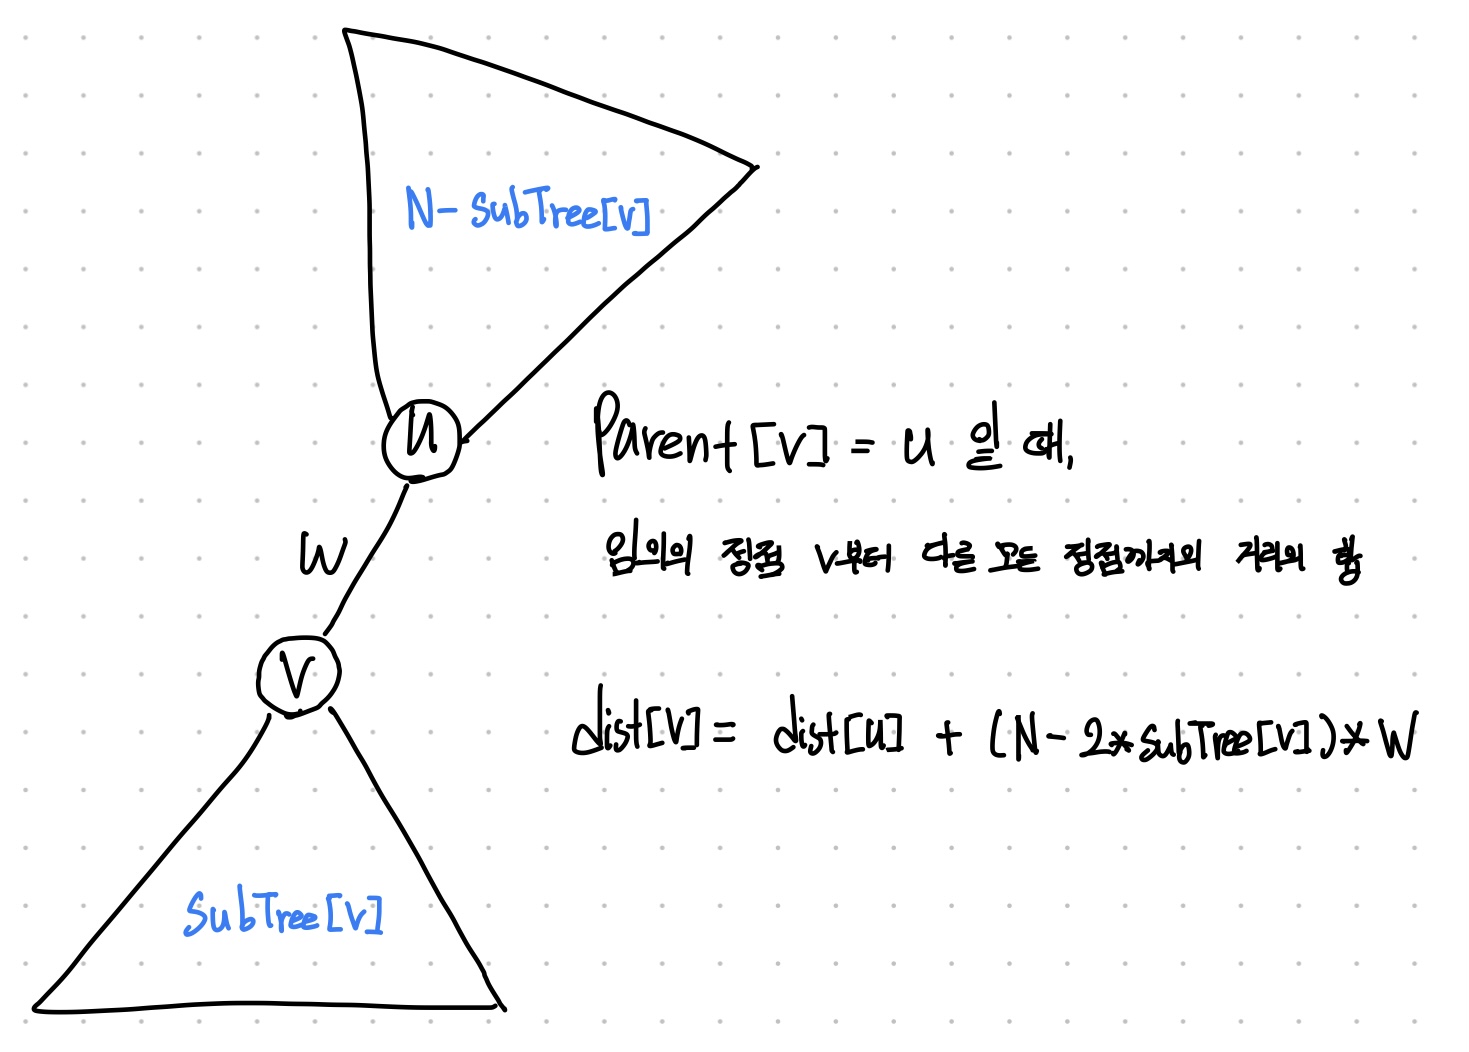 N- subTree[v]
u
Parent[v] = u 일 때,
w
임의의 정점 v부터 다른 모든 정점까지의 거리의 합
v
dist[v] = dist[u] + (N- 2*subTree[v])*w
subTree[v]